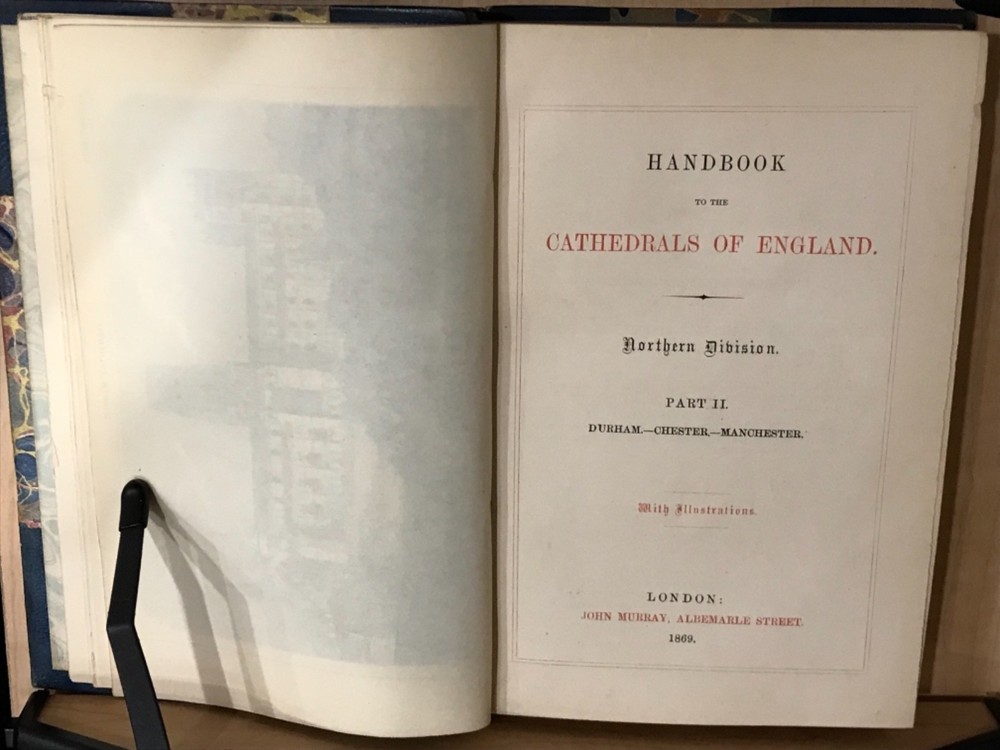 HANDBOOK
TO THE
CATHEDRALS OF ENGLAND.
Northern Division.
PART II.
DURHAM.—CHESTER.—MANCHESTER.
With Illustrations.
LONDON:
JOHN MURRAY, ALBEMARLE STREET.
1869.